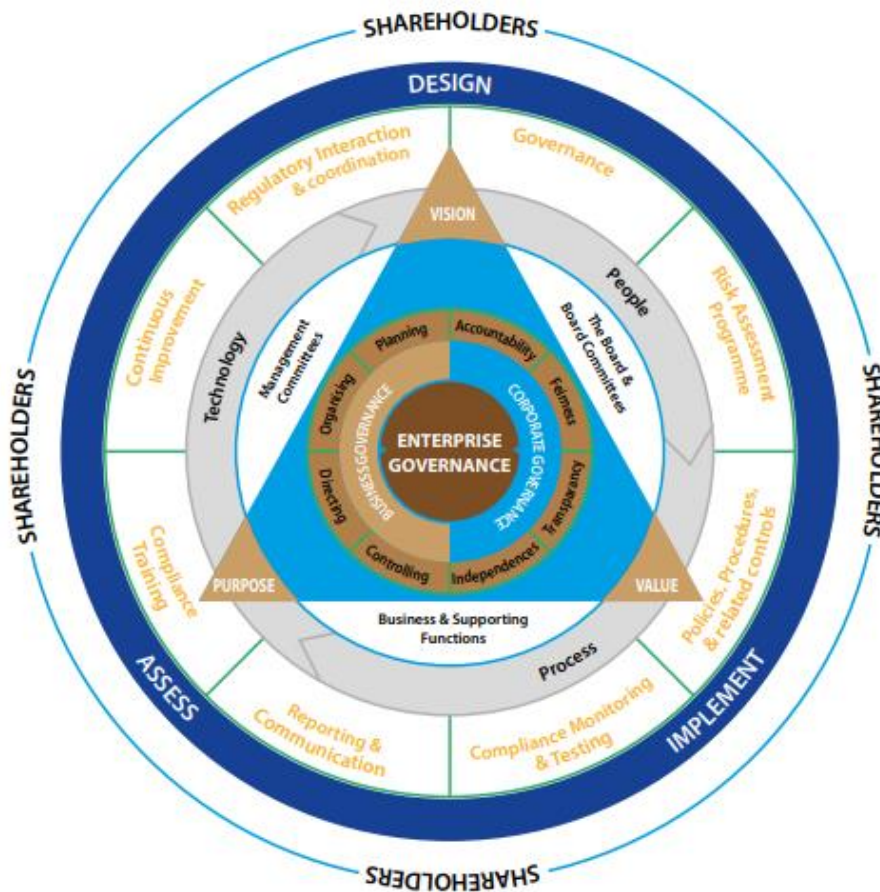 SHAREHOLDERS
DESIGN
Regulatory Interaction
& coordination
Governance
VISION
Continuous
Improvement
Technology
People
Risk Assessment
Programme
Management
Committees
The Board &
Board Committees
Planning
Accountability
Organising
Feirness
SHAREHOLDERS
SHAREHOLDERS
BUSINESS GOVERNANCE
ENTERPRISE
GOVERNANCE
CORPORATE GOVERNANCE
Directing
Transparancy
Controlling
Independences
Compliance
Training
PURPOSE
VALUE
Policies, Procedures,
& related controls
Business & Supporting
Functions
Process
ASSESS
IMPLEMENT
Reporting &
Communication
Compliance Monitoring
& Testing
SHAREHOLDERS